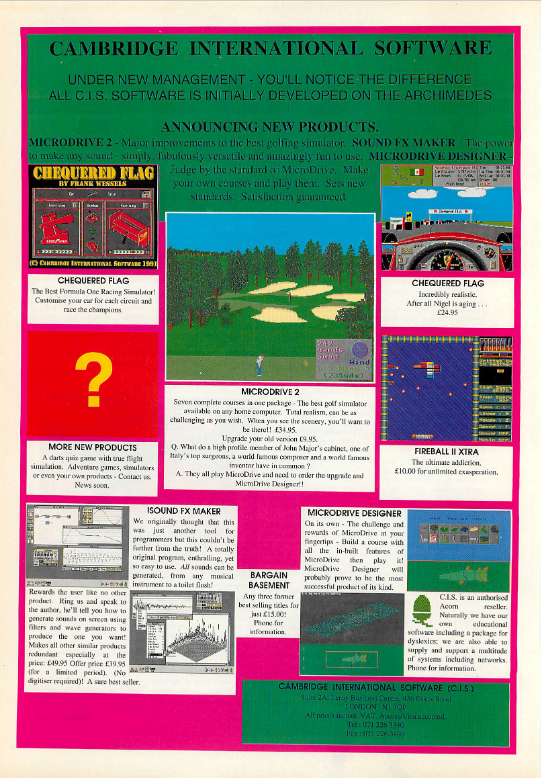 CAMBRIDGE INTERNATIONAL SOFTWARE
UNDER NEW MANAGEMENT - YOU'LL NOTICE THE DIFFERENCE
ALL C.I.S. SOFTWARE IS INITIALLY DEVELOPED ON THE ARCHIMEDES
ANNOUNCING NEW PRODUCTS.
MICRODRIVE 2 - Major improvements to the best golfing simulator. SOUND FX MAKER - The power
to make any sound - simply, fabulously versatile and amazingly fun to use. MICRODRIVE DESIGNER -
Judge by the standard of MicroDrive. Make
your own courses and play them. Sets new
standards. Satisfaction guaranteed.
CHEQUERED FLAG
BY FRANK WESSELS
(C) CAMBRIDGE INTERNATIONAL SOFTWARE 1991
CHEQUERED FLAG
The Best Formula One Racing Simulator!
Customise your car for each circuit and
race the champions.
CHEQUERED FLAG
Incredibly realistic.
After all Nigel is aging . . .
£24.95
?
MORE NEW PRODUCTS
A darts quiz game with true flight
simulation. Adventure games, simulators
or even your own products - Contact us.
News soon.
Wind
MICRODRIVE 2
Seven complete courses in one package - The best golf simulator
available on any home computer. Total realism, can be as
challenging as you wish. When you see the scenery, you'll want to
be there!! £34.95.
Upgrade your old version £9.95.
Q. What do a high profile member of John Major's cabinet, one of
Italy's top surgeons, a world famous composer and a world famous
inventor have in common ?
A. They all play MicroDrive and need to order the upgrade and
MicroDrive Designer!!
FIREBALL II XTRA
The ultimate addiction.
£10.00 for unlimited exasperation.
!SOUND FX MAKER
We originally thought that this
was just another tool for
programmers but this couldn't be
further from the truth! A totally
original program, enthralling, yet
so easy to use. All sounds can be
generated, from any musical
instrument to a toilet flush!
Rewards the user like no other
product. Ring us and speak to
the author, he'll tell you how to
generate sounds on screen using
filters and wave generators to
produce the one you want!
Makes all other similar products
redundant especially at the
price: £49.95 Offer price £39.95
(for a limited period). (No
digitiser required)! A sure best seller.
BARGAIN
BASEMENT
Any three former
best selling titles for
just £15.00!
Phone for
information.
MICRODRIVE DESIGNER
On its own - The challenge and
rewards of MicroDrive at your
fingertips - Build a course with
all the in-built features of
MicroDrive then play it!
MicroDrive Designer will
probably prove to be the most
successful product of its kind.
C.I.S. is an authorised
Acorn reseller.
Naturally we have our
own educational
software including a package for
dyslexics; we are also able to
supply and support a multitude
of systems including networks.
Phone for information.
CAMBRIDGE INTERNATIONAL SOFTWARE (C.I.S.)
LONDON N1
All prices include VAT. Access/Visa accepted.
Tel: 071 226 3340
Fax: 071 226 3408